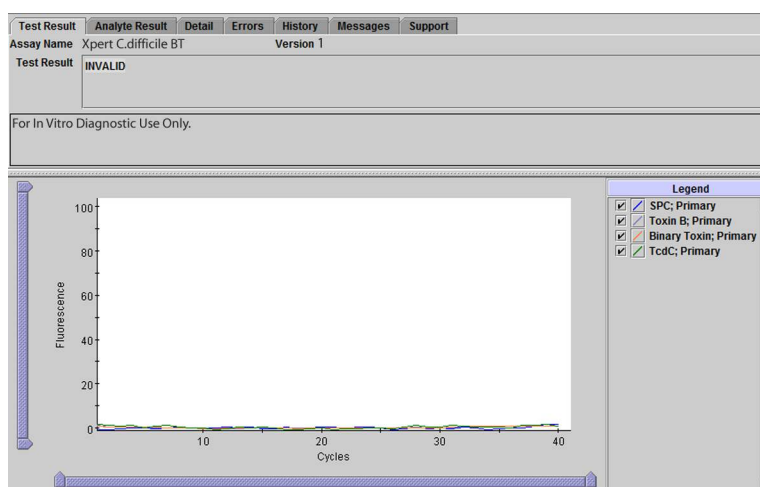 Test Result Analyte Result Detail Errors History Messages Support
Assay Name Xpert C.difficile BT Version 1
Test Result INVALID
For In Vitro Diagnostic Use Only.
Legend
SPC; Primary
Toxin B; Primary
Binary Toxin; Primary
TcdC; Primary
100
80
60
40
20
0
Fluorescence
10 20 30 40
Cycles